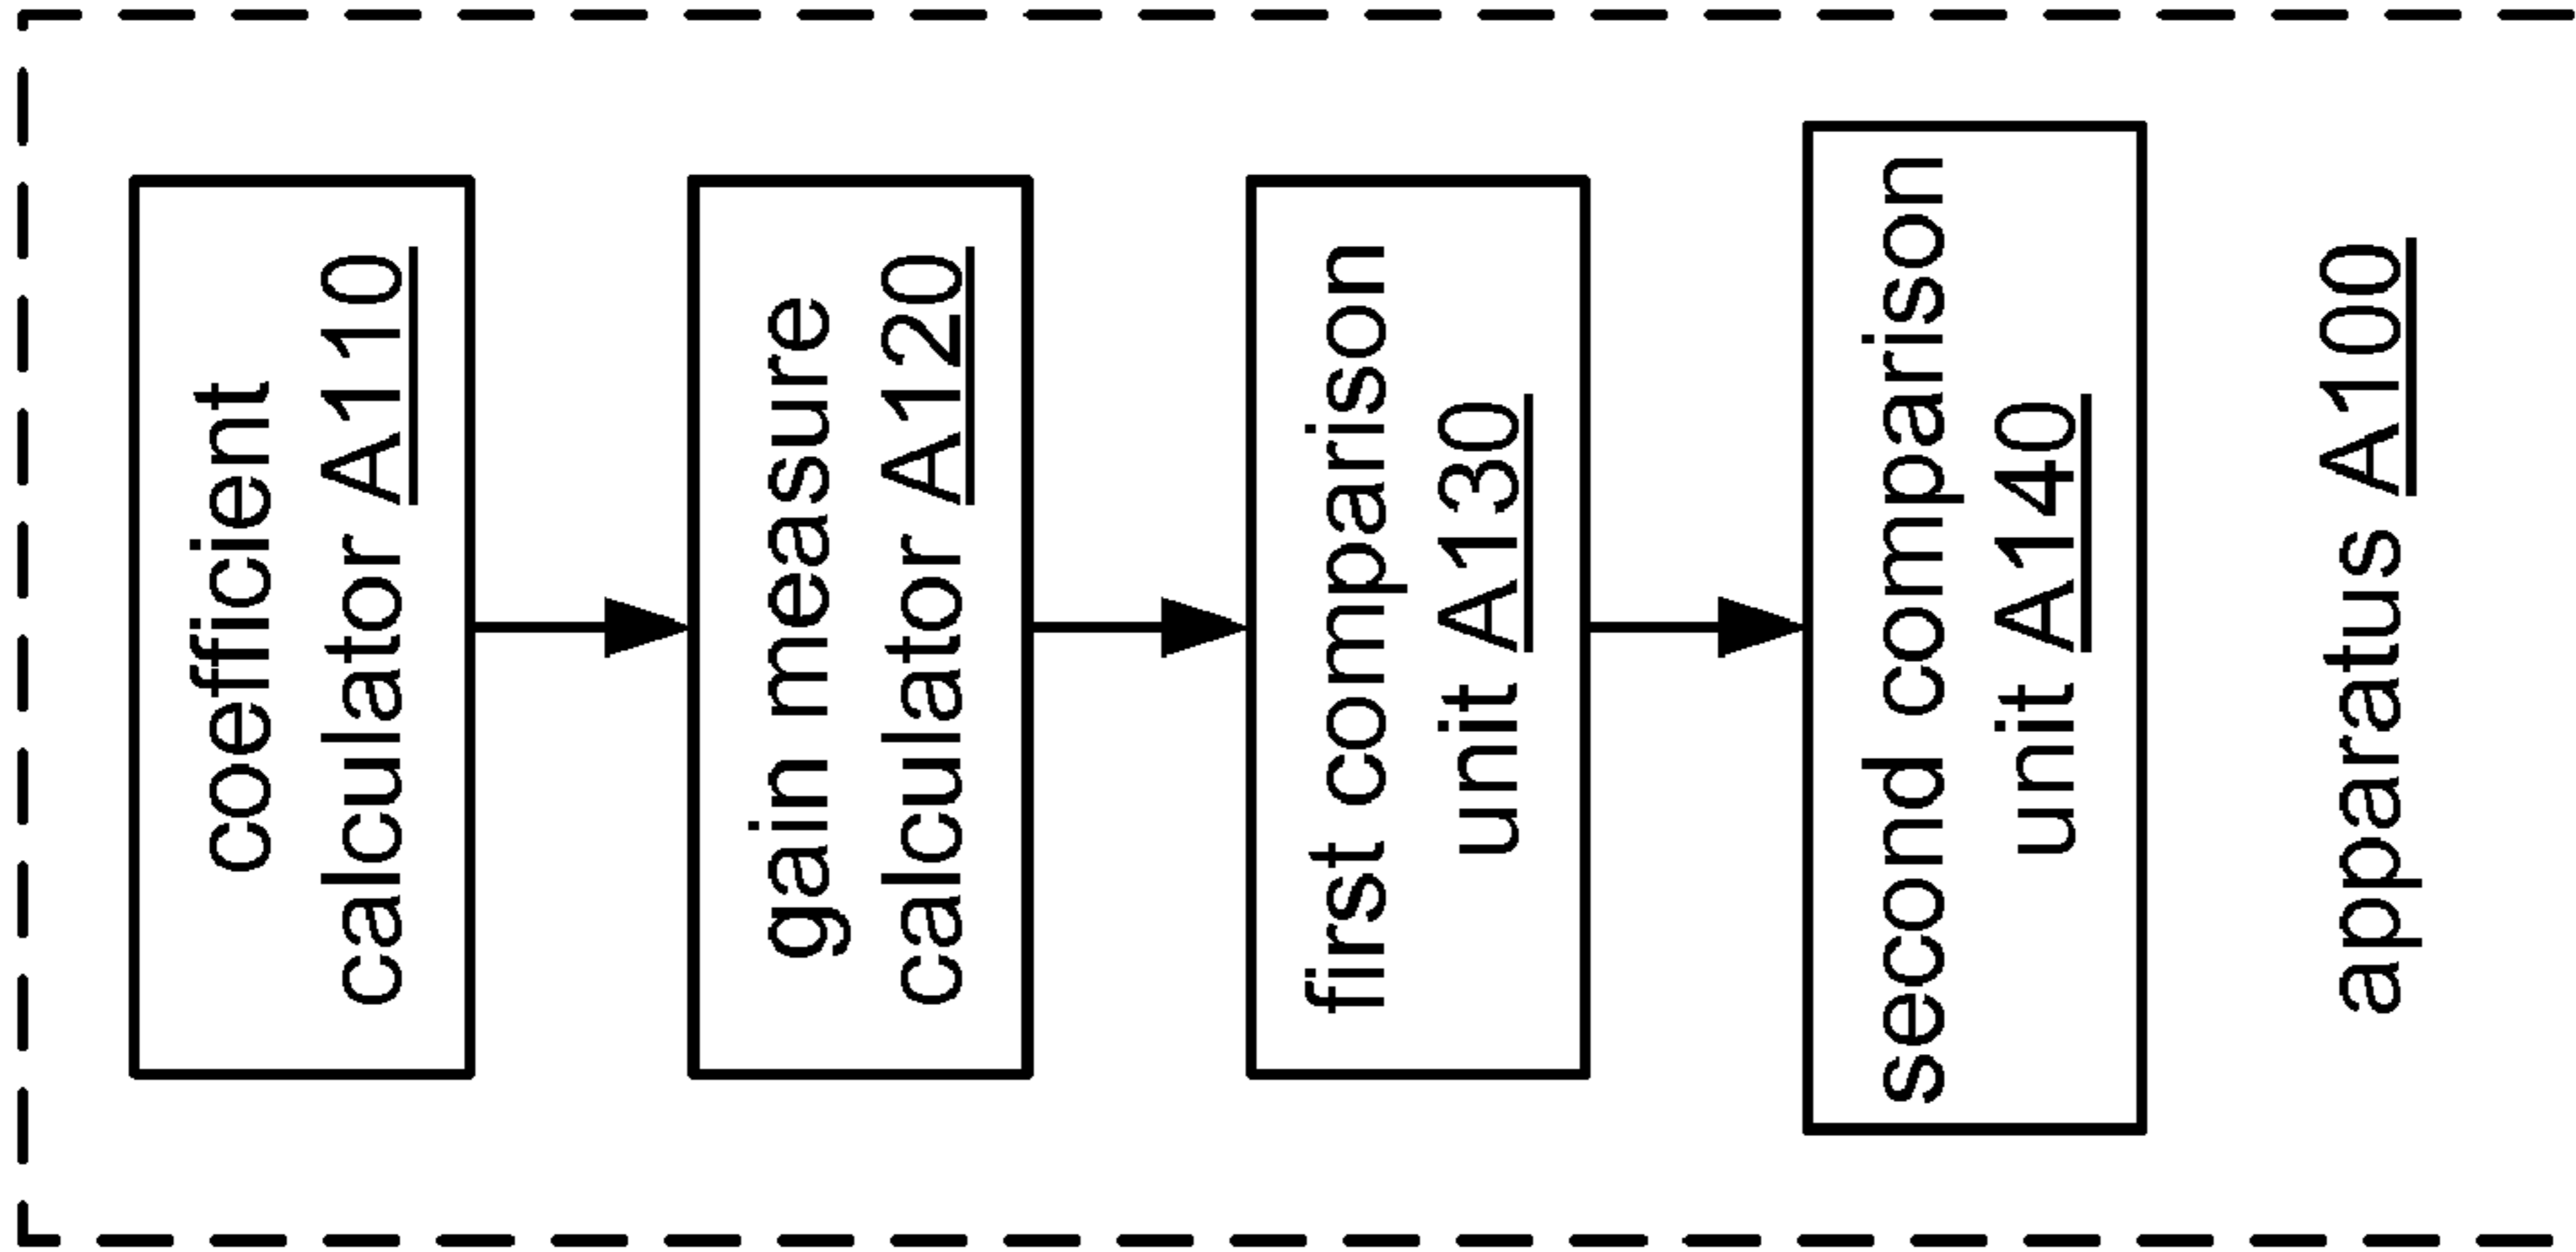 coefficient
calculator A110
gain measure
calculator A120
first comparison
unit A130
second comparison
unit A140
apparatus A100